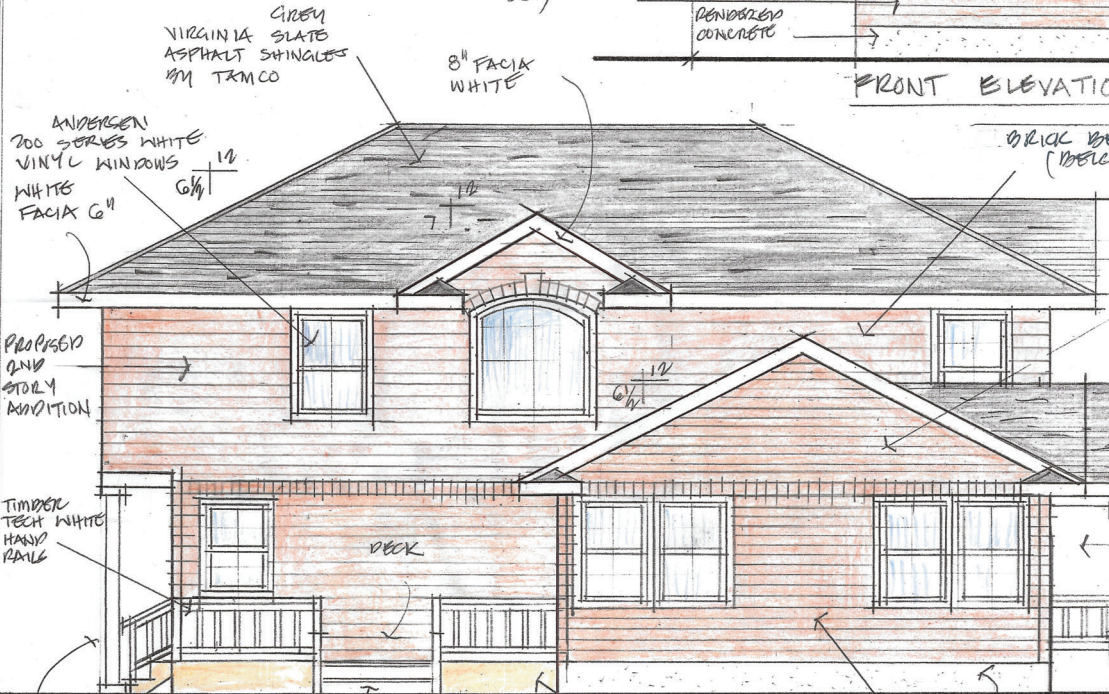 GREY
VIRGINIA SLATE
ASPHALT SHINGLES
BY TAMCO
8" FACIA
WHITE
RENDERED
CONCRETE
FRONT ELEVATIO
ANDERSEN
200 SERIES WHITE
VINYL WINDOWS
WHITE
FACIA 6"
12
6½
12
7
BRICK BE
(BELC
PROPOSED
2ND
STORY
ADDITION
12
6½
TIMBER
TECH WHITE
HAND
RAILS
DECK